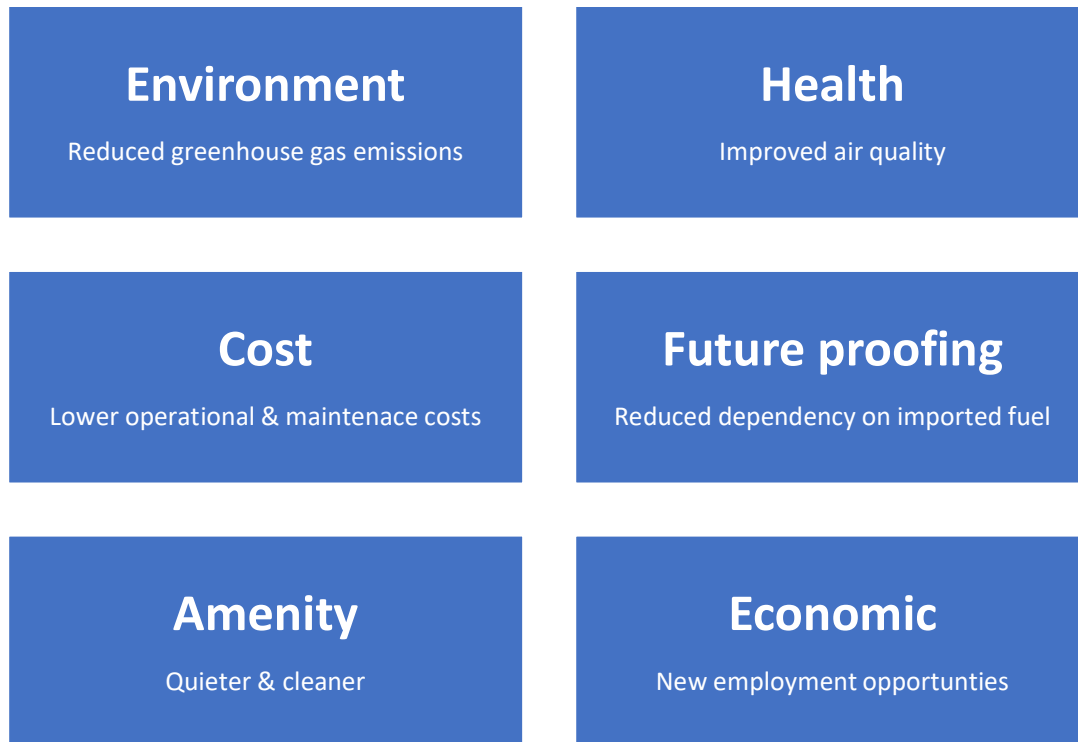 Environment
Reduced greenhouse gas emissions
Health
Improved air quality
Cost
Lower operational & maintenace costs
Future proofing
Reduced dependency on imported fuel
Amenity
Quieter & cleaner
Economic
New employment opportunties